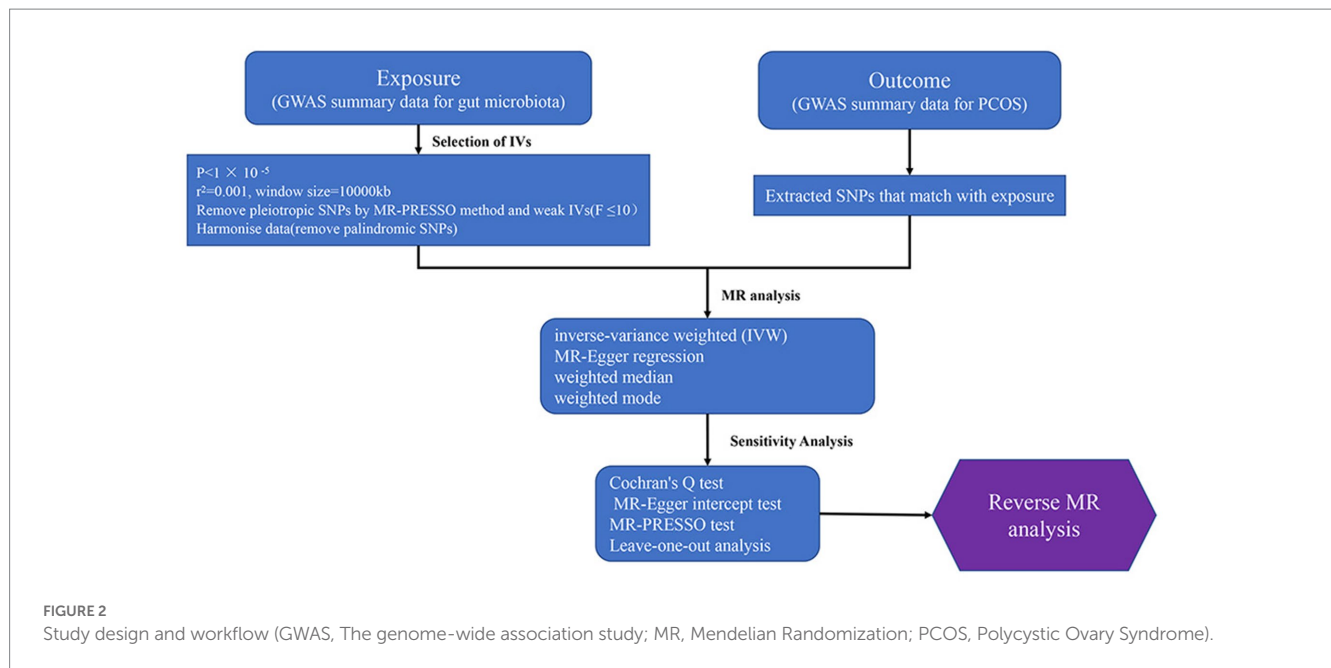 Exposure
(GWAS summary data for gut microbiota)
Outcome
(GWAS summary data for PCOS)
Selection of IVs
P<1 × 10 ⁻⁵
r²=0.001, window size=10000kb
Remove pleiotropic SNPs by MR-PRESSO method and weak IVs(F ≤10）
Harmonise data(remove palindromic SNPs)
Extracted SNPs that match with exposure
MR analysis
inverse-variance weighted (IVW)
MR-Egger regression
weighted median
weighted mode
Sensitivity Analysis
Cochran's Q test
MR-Egger intercept test
MR-PRESSO test
Leave-one-out analysis
Reverse MR
analysis
FIGURE 2
Study design and workflow (GWAS, The genome-wide association study; MR, Mendelian Randomization; PCOS, Polycystic Ovary Syndrome).